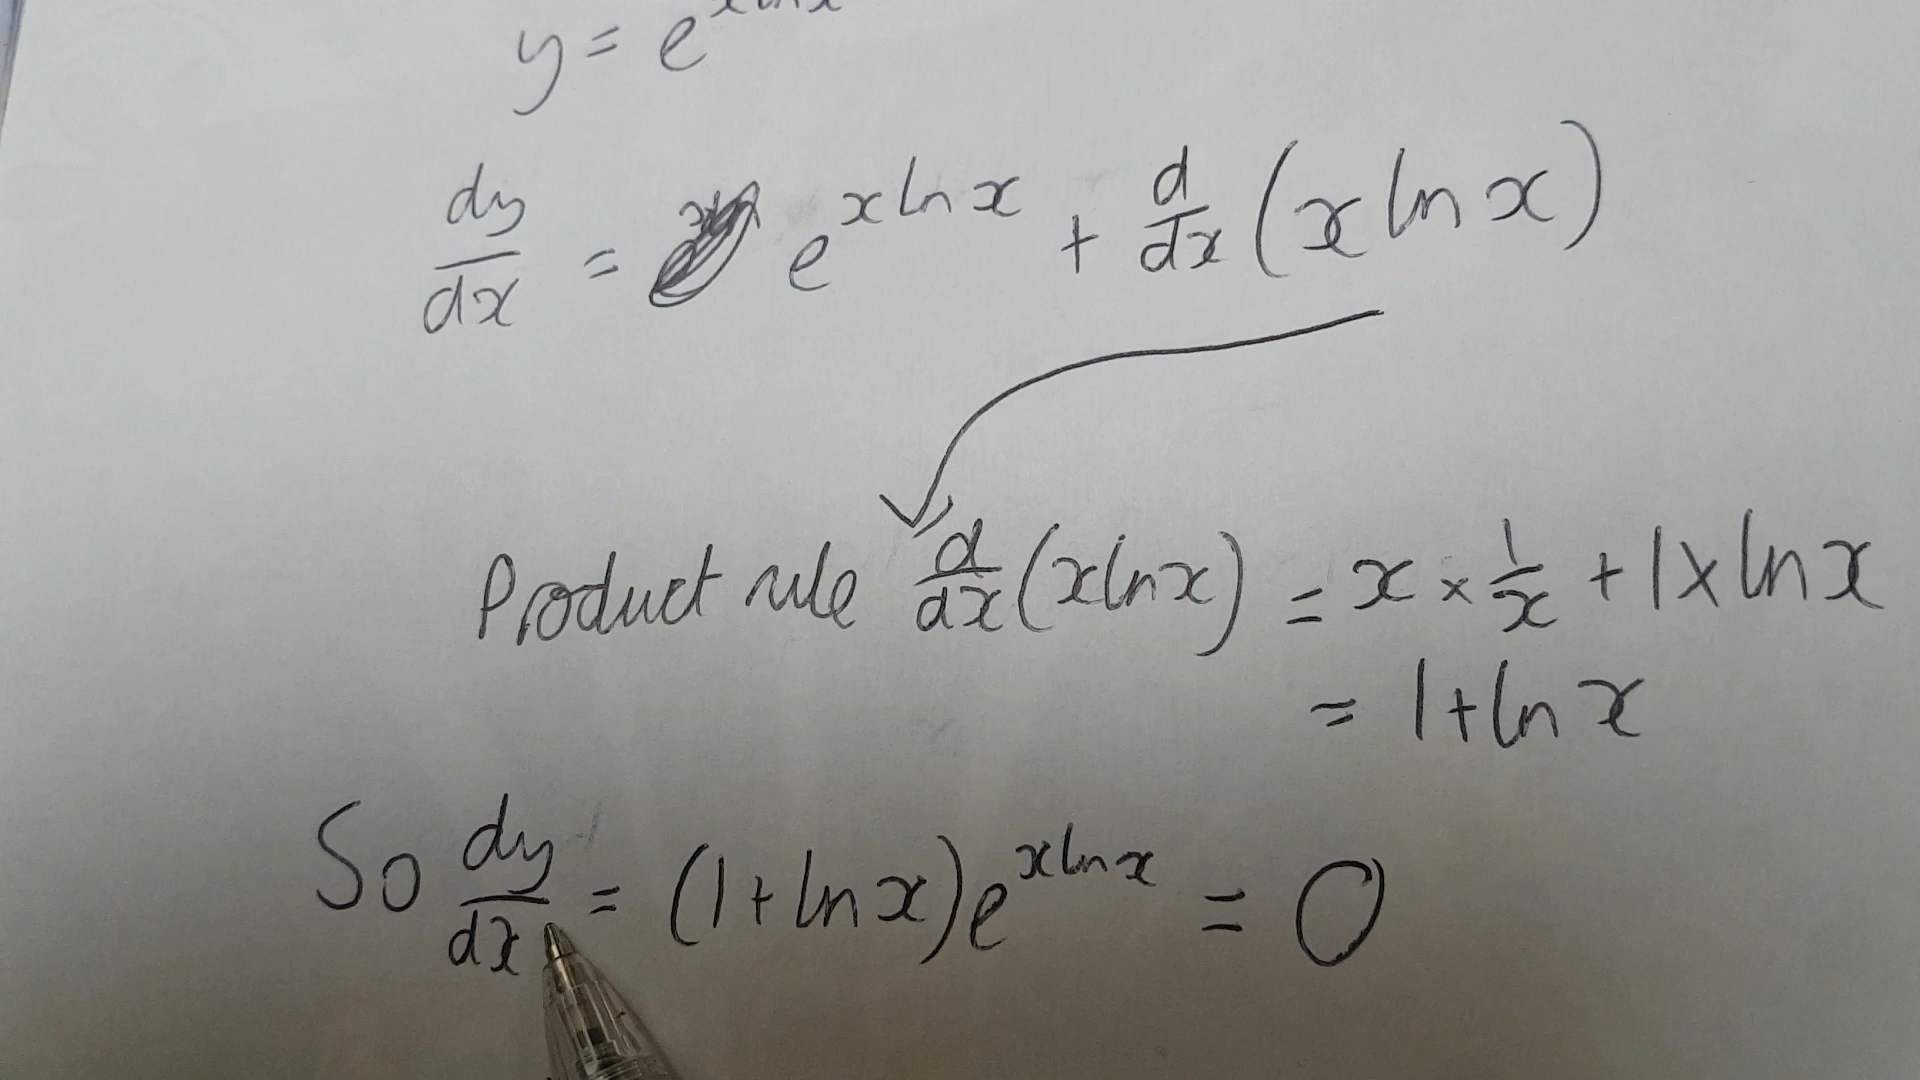 y = e^{x ln x}
dy/dx = e^{x ln x} + d/dx (x ln x)
Product rule d/dx (x ln x) = x × 1/x + 1 × ln x
= 1 + ln x
So dy/dx = (1 + ln x) e^{x ln x} = 0